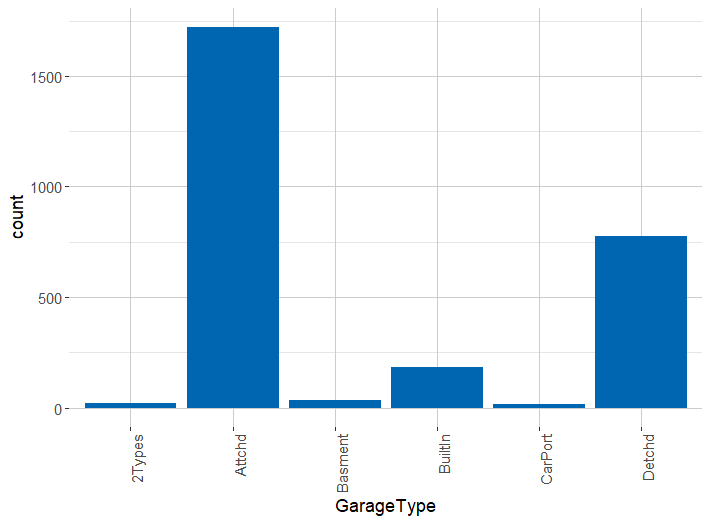 1500
1000
500
0
count
2Types
Attchd
Basment
BuiltIn
CarPort
Detchd
GarageType